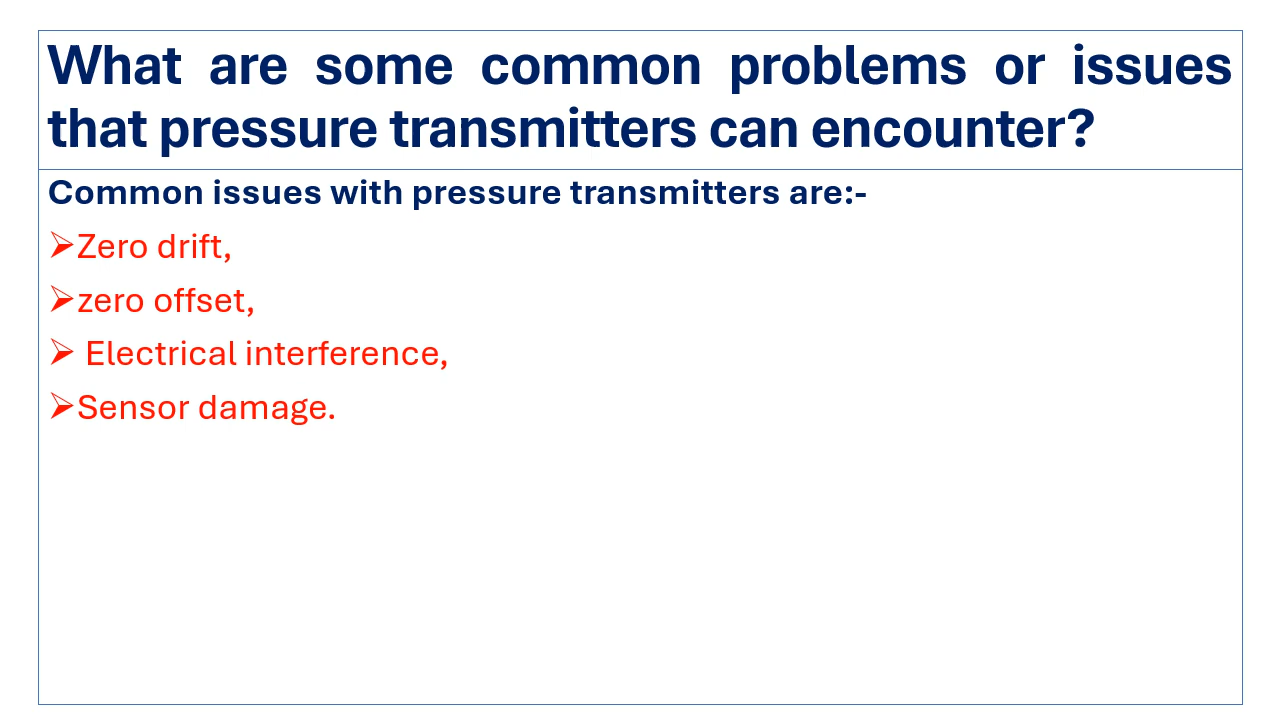 What are some common problems or issues
that pressure transmitters can encounter?
Common issues with pressure transmitters are:-
➢Zero drift,
➢zero offset,
➢ Electrical interference,
➢Sensor damage.